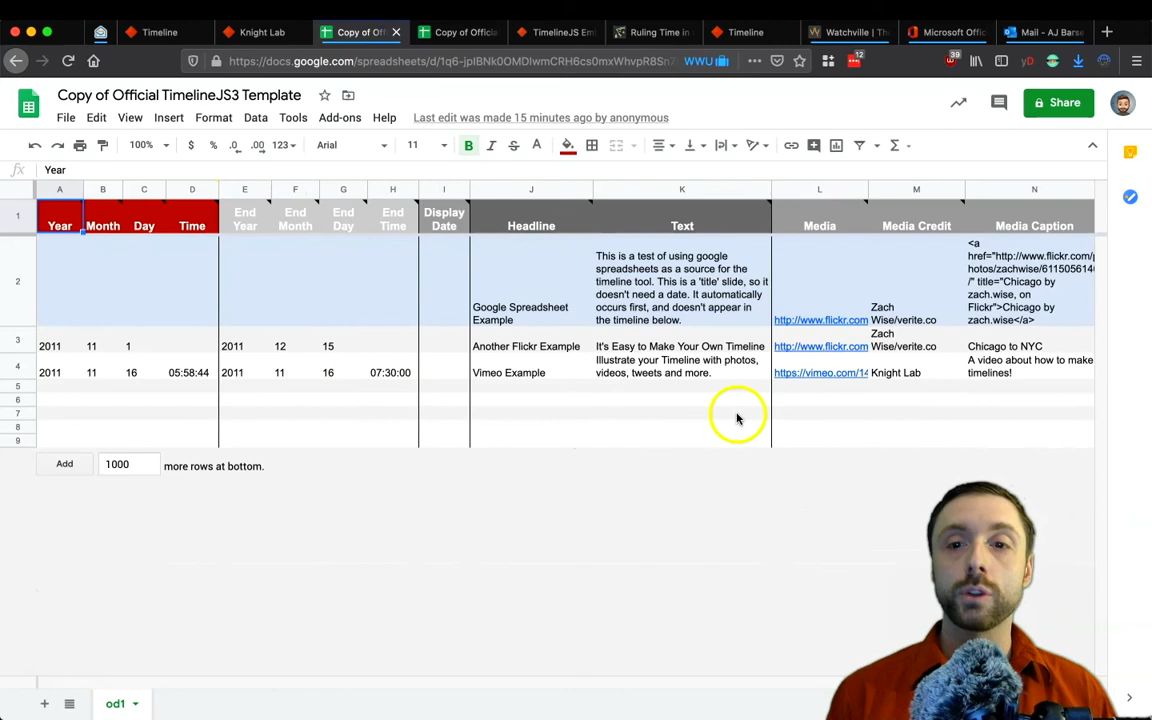 Timeline
Knight Lab
Copy of Off
Copy of Official
TimelineJS Em
Ruling Time in
Timeline
Watchville | Th
Microsoft Offi
Mail - AJ Barse
https://docs.google.com/spreadsheets/d/1q6-jpIBNk0OMDIwmCRH6cs0mxWhvpR8Sn7
WWU
12
39
yD
Copy of Official TimelineJS3 Template
File Edit View Insert Format Data Tools Add-ons Help Last edit was made 15 minutes ago by anonymous
Share
100% $ % .0 .00 123 Arial 11 B I S A
fx Year
A B C D E F G H I J K L M N
1 Year Month Day Time End Year End Month End Day End Time Display Date Headline Text Media Media Credit Media Caption
2
Google Spreadsheet
Example
This is a test of using google
spreadsheets as a source for the
timeline tool. This is a 'title' slide, so it
doesn't need a date. It automatically
occurs first, and doesn't appear in
the timeline below.
http://www.flickr.com
Zach
Wise/verite.co
<a
href="http://www.flickr.com/p
hotos/zachwise/611505614
/" title="Chicago by
zach.wise, on
Flickr">Chicago by
zach.wise</a>
3 2011 11 1 2011 12 15 Another Flickr Example It's Easy to Make Your Own Timeline http://www.flickr.com
Zach
Wise/verite.co
Chicago to NYC
4 2011 11 16 05:58:44 2011 11 16 07:30:00 Vimeo Example
Illustrate your Timeline with photos,
videos, tweets and more.
https://vimeo.com/14
Knight Lab
A video about how to make
timelines!
5
6
7
8
9
Add 1000 more rows at bottom.
od1